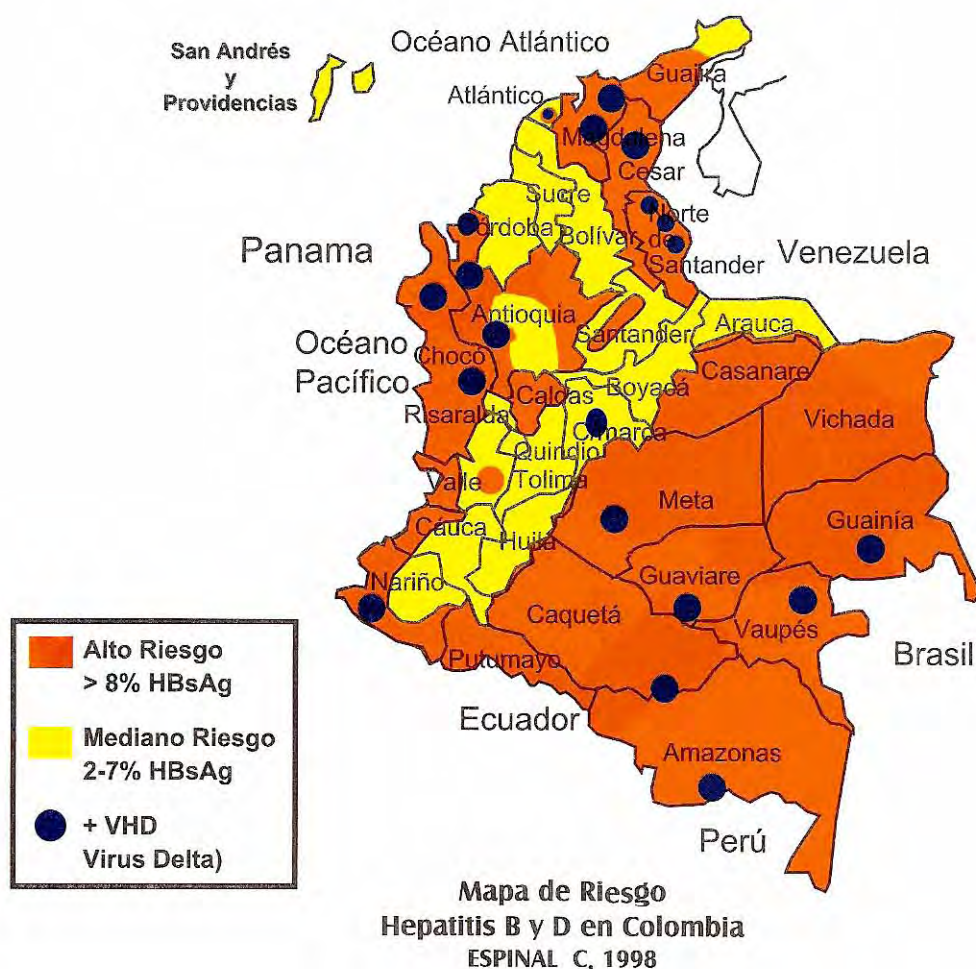 San Andrés
y
Providencias
Océano Atlántico
Guajira
Atlántico
Magdalena
Cesar
Sucre
Norte
Córdoba
Bolívar
de
Santander
Panama
Venezuela
Antioquia
Santander
Arauca
Océano
Pacífico
Chocó
Casanare
Boyacá
Caldas
Risaralda
C/marca
Vichada
Quindio
Valle
Tolima
Meta
Guainía
Cauca
Huila
Nariño
Guaviare
Caquetá
Vaupés
Putumayo
Brasil
Ecuador
Amazonas
Perú
Alto Riesgo
> 8% HBsAg
Mediano Riesgo
2-7% HBsAg
+ VHD
Virus Delta)
Mapa de Riesgo
Hepatitis B y D en Colombia
ESPINAL C, 1998